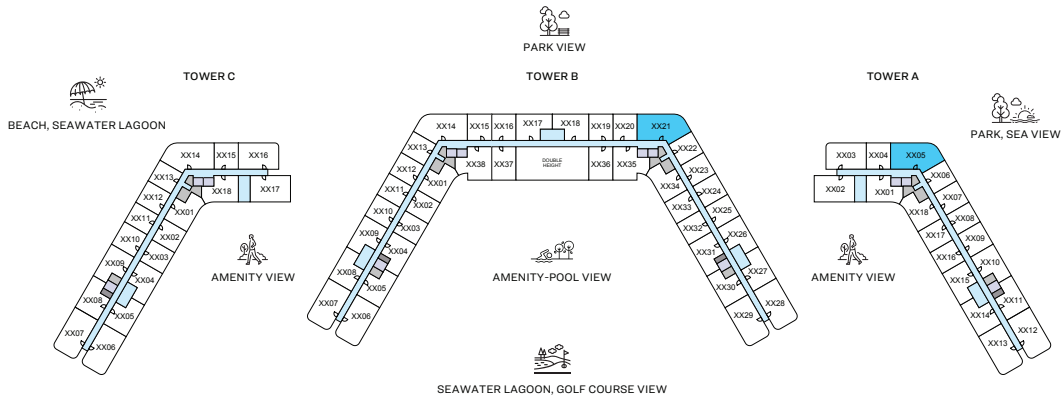 PARK VIEW
TOWER C
TOWER B
TOWER A
BEACH, SEAWATER LAGOON
PARK, SEA VIEW
XX14
XX15
XX16
XX13
XX18
XX17
XX12
XX01
XX11
XX02
XX10
XX03
XX09
XX04
XX08
XX05
XX07
XX06
AMENITY VIEW
XX14
XX15
XX16
XX17
XX18
XX19
XX20
XX21
XX13
XX38
XX37
DOUBLE
HEIGHT
XX36
XX35
XX22
XX12
XX01
XX34
XX23
XX11
XX02
XX33
XX24
XX10
XX03
XX32
XX25
XX09
XX04
XX31
XX26
XX08
XX05
XX30
XX27
XX07
XX06
XX29
XX28
AMENITY-POOL VIEW
XX03
XX04
XX05
XX02
XX01
XX06
XX18
XX07
XX17
XX08
XX16
XX09
XX15
XX10
XX14
XX11
XX13
XX12
AMENITY VIEW
SEAWATER LAGOON, GOLF COURSE VIEW